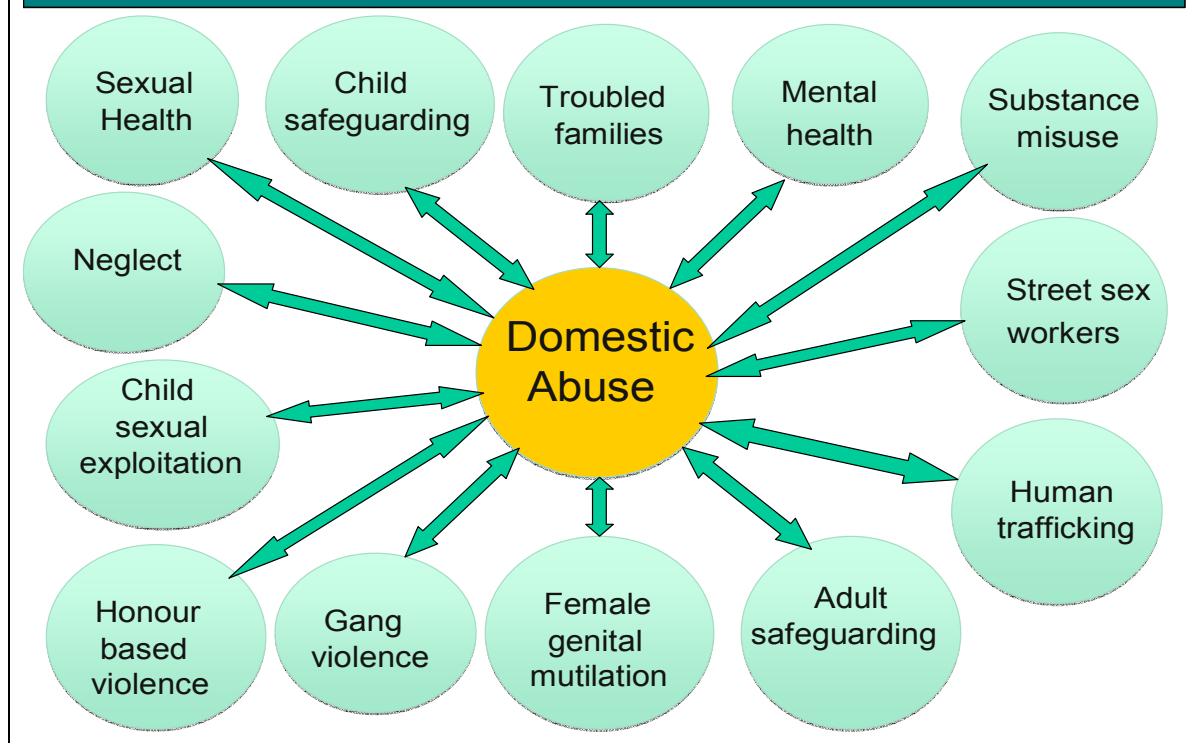 Sexual
Health
Child
safeguarding
Troubled
families
Mental
health
Substance
misuse
Neglect
Street sex
workers
Domestic
Abuse
Child
sexual
exploitation
Human
trafficking
Honour
based
violence
Gang
violence
Female
genital
mutilation
Adult
safeguarding